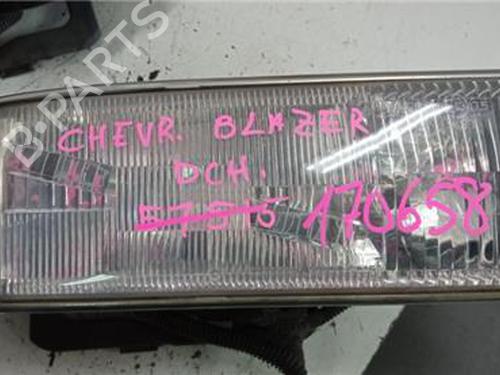 B-PARTS
CHEVR. BLAZER
DCH.
170658